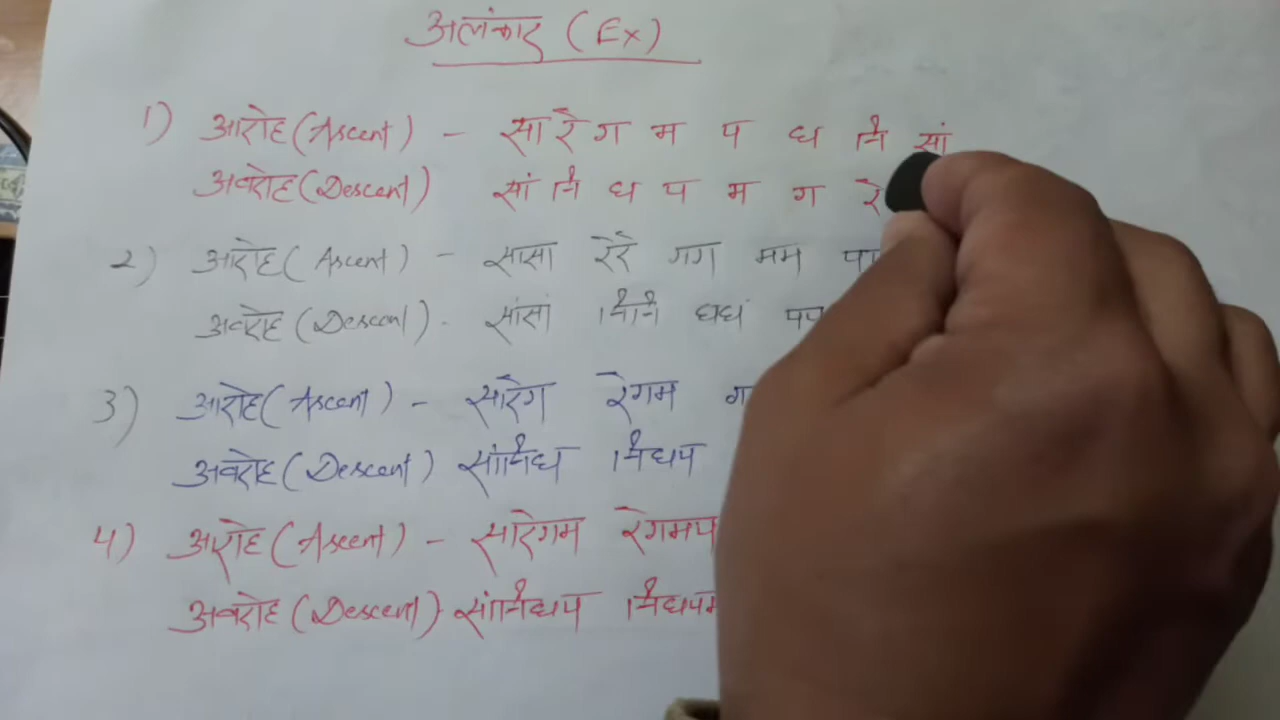 अलंकार (Ex)
1) आरोह (Ascent) - सा रे ग म प ध नि सां
अवरोह (Descent) सां नि ध प म ग रे
2) आरोह (Ascent) - सासा रेरे गग मम
अवरोह (Descent). सांसां निनि धध पप
3) आरोह (Ascent) - सारेग रेगम ग
अवरोह (Descent) सांनिध निधप
4) आरोह (Ascent) - सारेगम रेगमप
अवरोह (Descent) सांनिधप निधपम